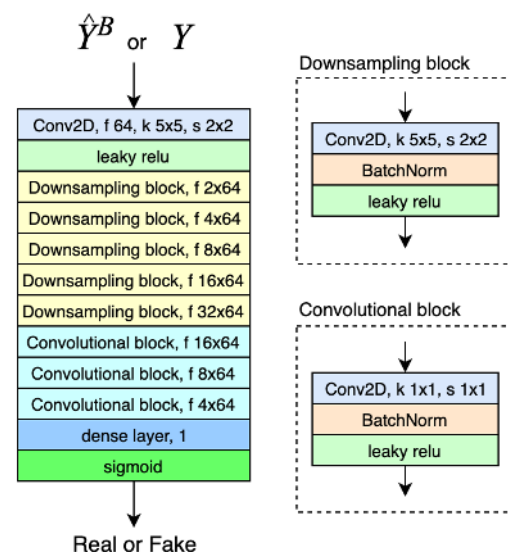 Ŷᴮ or Y
Conv2D, f 64, k 5x5, s 2x2
leaky relu
Downsampling block, f 2x64
Downsampling block, f 4x64
Downsampling block, f 8x64
Downsampling block, f 16x64
Downsampling block, f 32x64
Convolutional block, f 16x64
Convolutional block, f 8x64
Convolutional block, f 4x64
dense layer, 1
sigmoid
Real or Fake
Downsampling block
Conv2D, k 5x5, s 2x2
BatchNorm
leaky relu
Convolutional block
Conv2D, k 1x1, s 1x1
BatchNorm
leaky relu